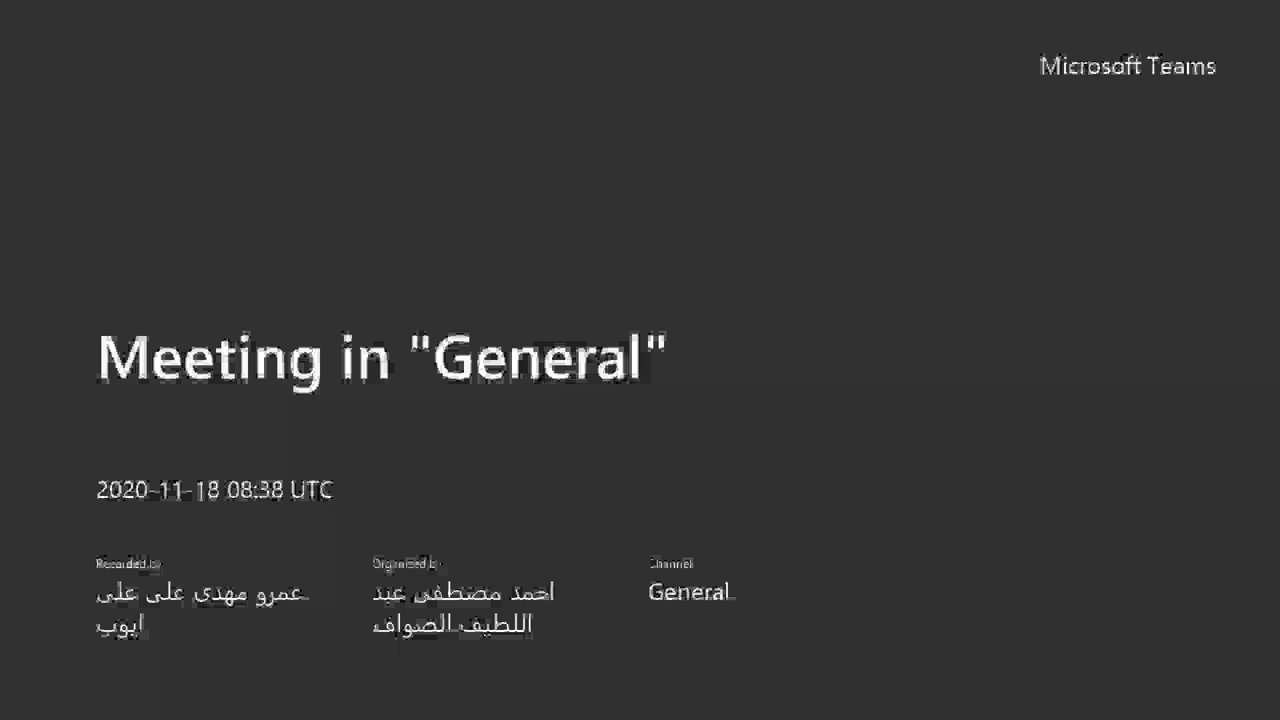 Microsoft Teams
Meeting in "General"
2020-11-18 08:38 UTC
Recorded by
Organized by
Channel
عمرو مهدى على على
احمد مصطفى عبد
General
ايوب
اللطيف الصواف